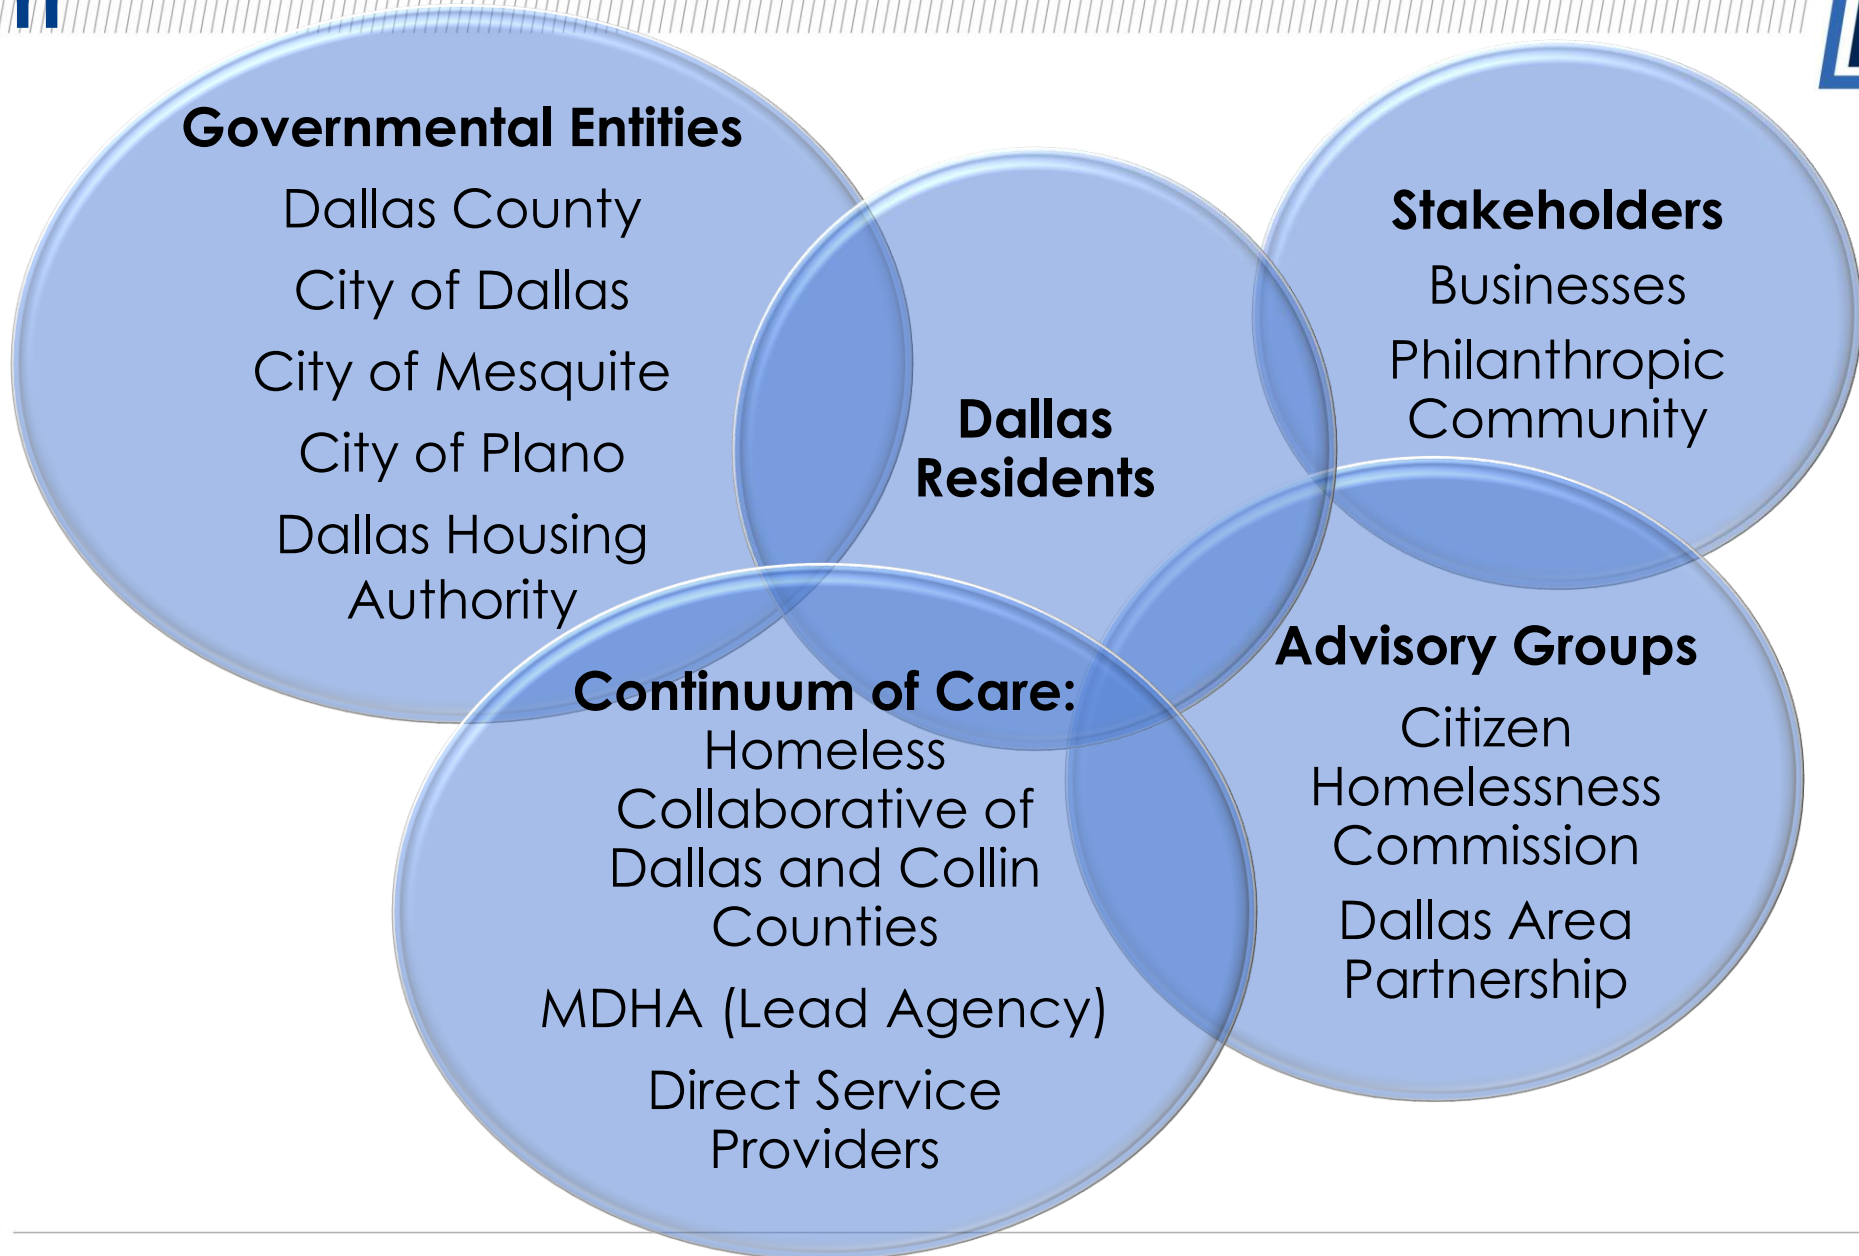 Governmental Entities
Dallas County
City of Dallas
City of Mesquite
City of Plano
Dallas Housing
Authority
Dallas
Residents
Stakeholders
Businesses
Philanthropic
Community
Continuum of Care:
Homeless
Collaborative of
Dallas and Collin
Counties
MDHA (Lead Agency)
Direct Service
Providers
Advisory Groups
Citizen
Homelessness
Commission
Dallas Area
Partnership